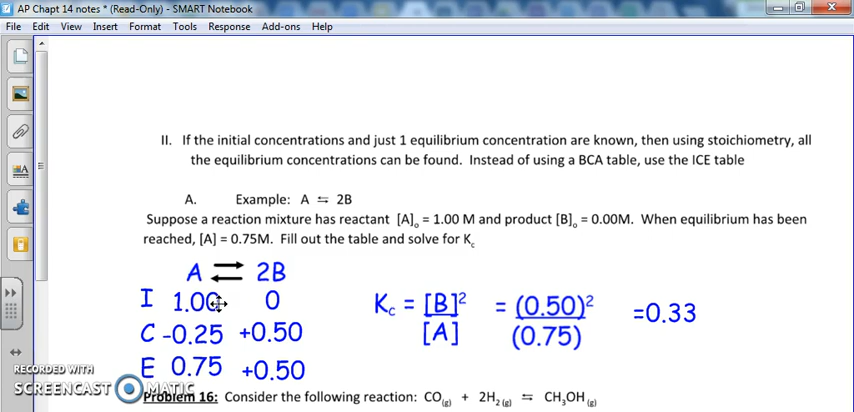 AP Chapt 14 notes * (Read-Only) - SMART Notebook
File Edit View Insert Format Tools Response Add-ons Help
II. If the initial concentrations and just 1 equilibrium concentration are known, then using stoichiometry, all
the equilibrium concentrations can be found. Instead of using a BCA table, use the ICE table
A. Example: A ⇆ 2B
Suppose a reaction mixture has reactant [A]ₒ = 1.00 M and product [B]ₒ = 0.00M. When equilibrium has been
reached, [A] = 0.75M. Fill out the table and solve for Kc
A ⇄ 2B
I 1.00 0
C -0.25 +0.50
E 0.75 +0.50
Kc = [B]² / [A] = (0.50)² / (0.75) =0.33
RECORDED WITH
SCREENCAST MATIC
Problem 16: Consider the following reaction: CO(g) + 2H₂(g) ⇆ CH₃OH(g)